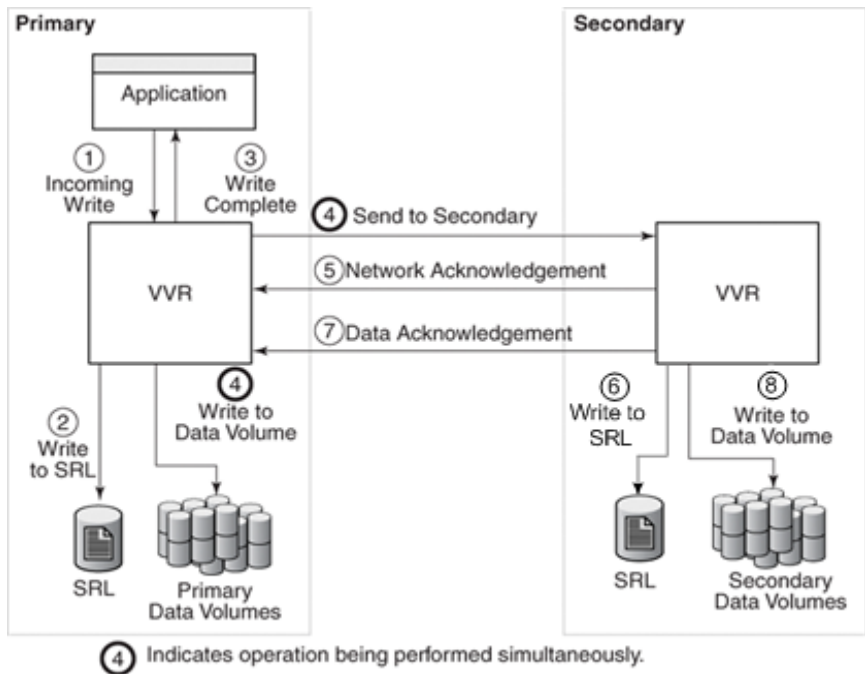 Primary
Secondary
Application
①
Incoming
Write
③
Write
Complete
④ Send to Secondary
VVR
⑤ Network Acknowledgement
VVR
⑦ Data Acknowledgement
②
Write
to SRL
④
Write to
Data Volume
⑥
Write to
SRL
⑧
Write to
Data Volume
SRL
Primary
Data Volumes
SRL
Secondary
Data Volumes
④ Indicates operation being performed simultaneously.